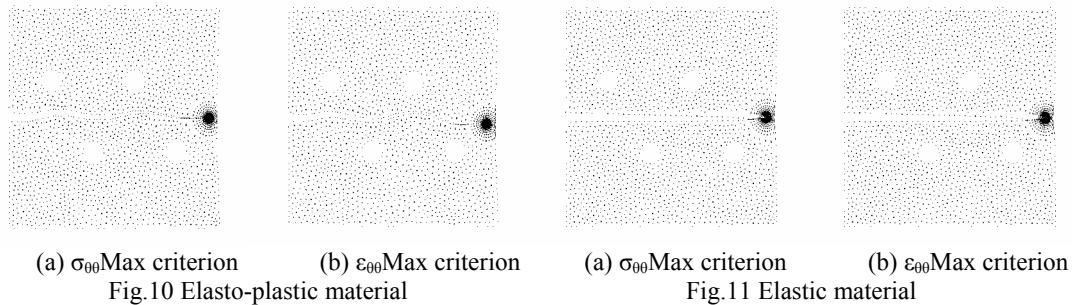 (a) σθθMax criterion (b) εθθMax criterion (a) σθθMax criterion (b) εθθMax criterion
Fig.10 Elasto-plastic material Fig.11 Elastic material